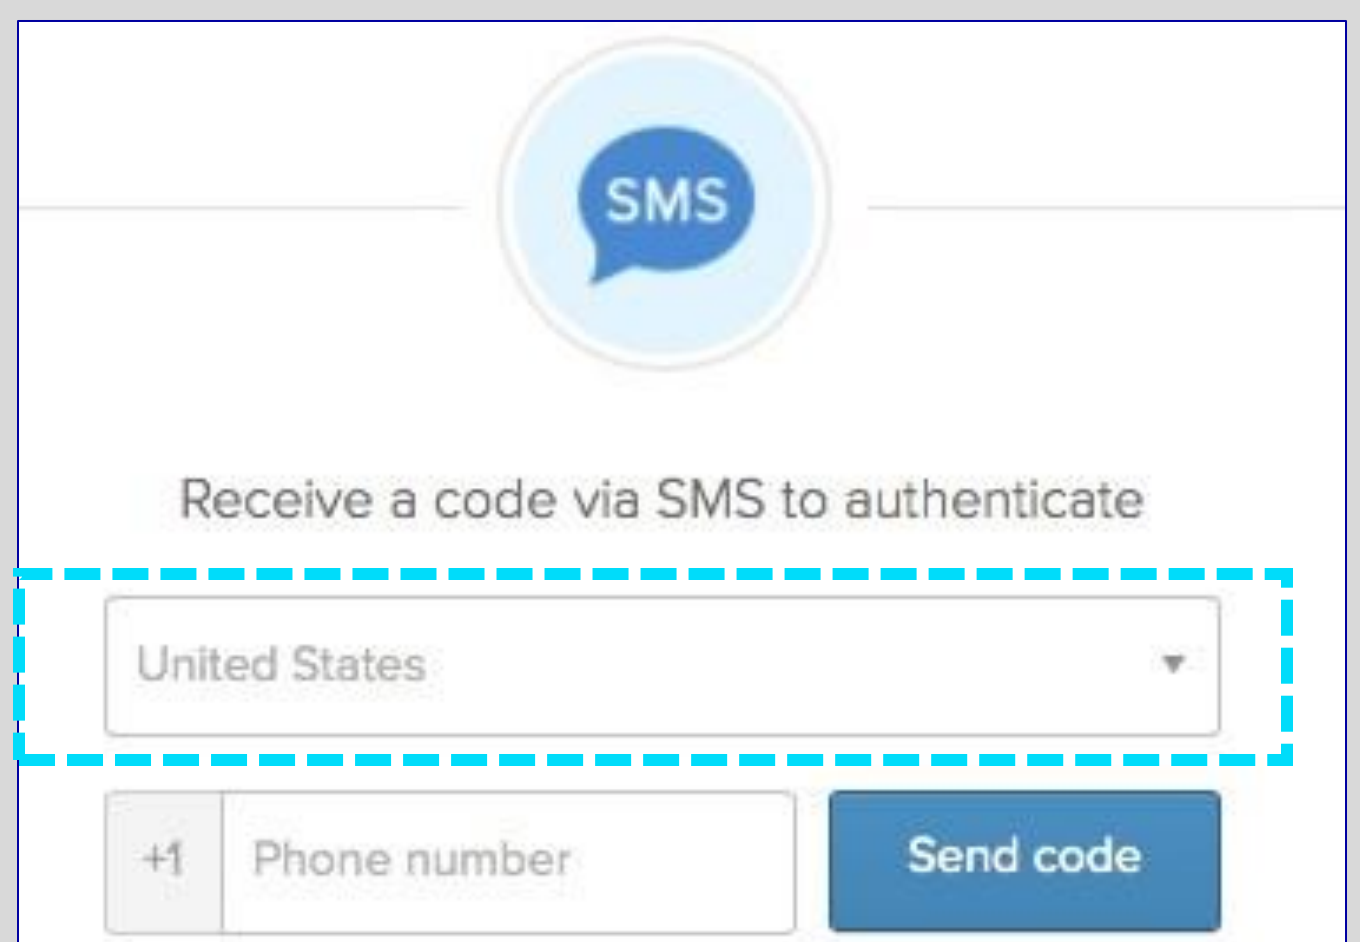 SMS
Receive a code via SMS to authenticate
United States
+1 Phone number Send code